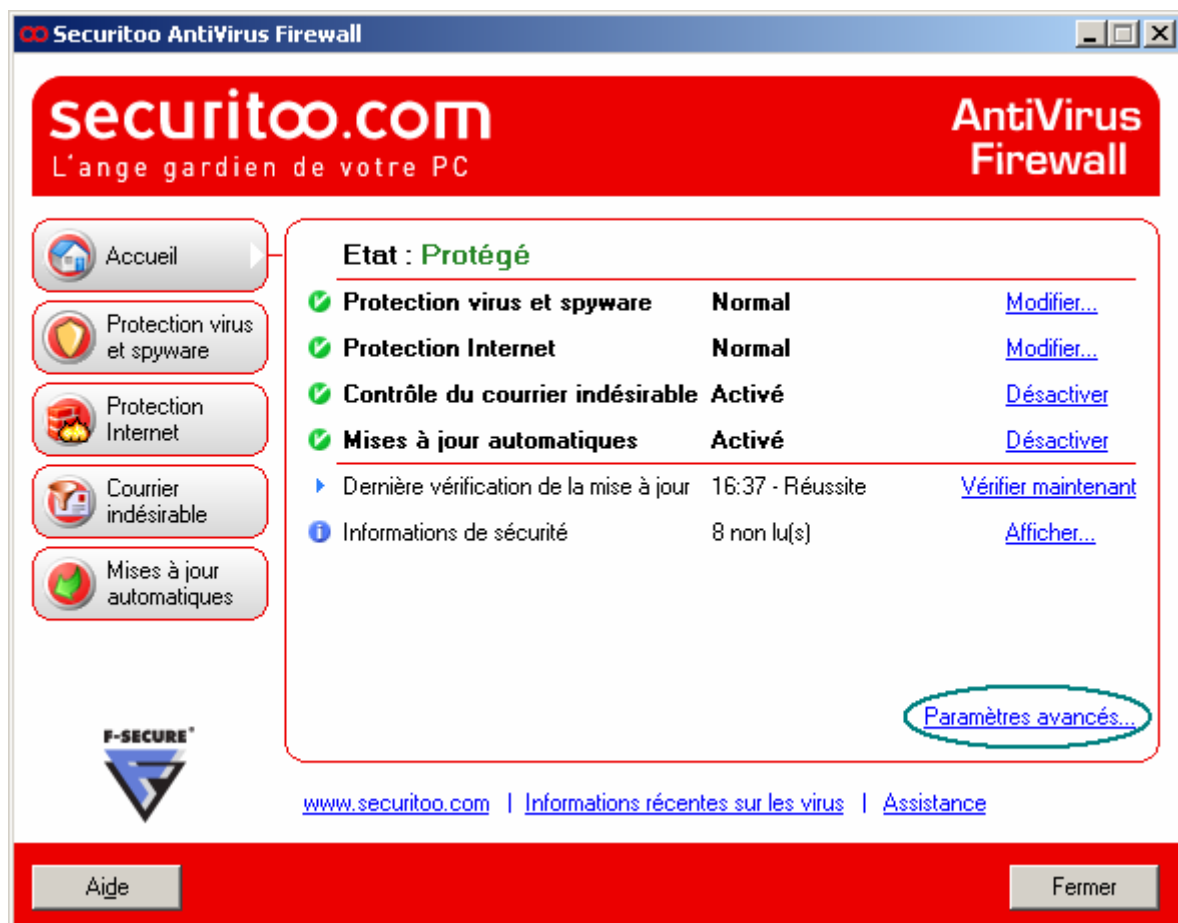 Securitoo AntiVirus Firewall
securitoo.com
L'ange gardien de votre PC
AntiVirus
Firewall
Accueil
Protection virus
et spyware
Protection
Internet
Courrier
indésirable
Mises à jour
automatiques
F-SECURE®
Etat : Protégé
Protection virus et spyware Normal Modifier...
Protection Internet Normal Modifier...
Contrôle du courrier indésirable Activé Désactiver
Mises à jour automatiques Activé Désactiver
Dernière vérification de la mise à jour 16:37 - Réussite Vérifier maintenant
Informations de sécurité 8 non lu(s) Afficher...
Paramètres avancés...
www.securitoo.com | Informations récentes sur les virus | Assistance
Aide Fermer